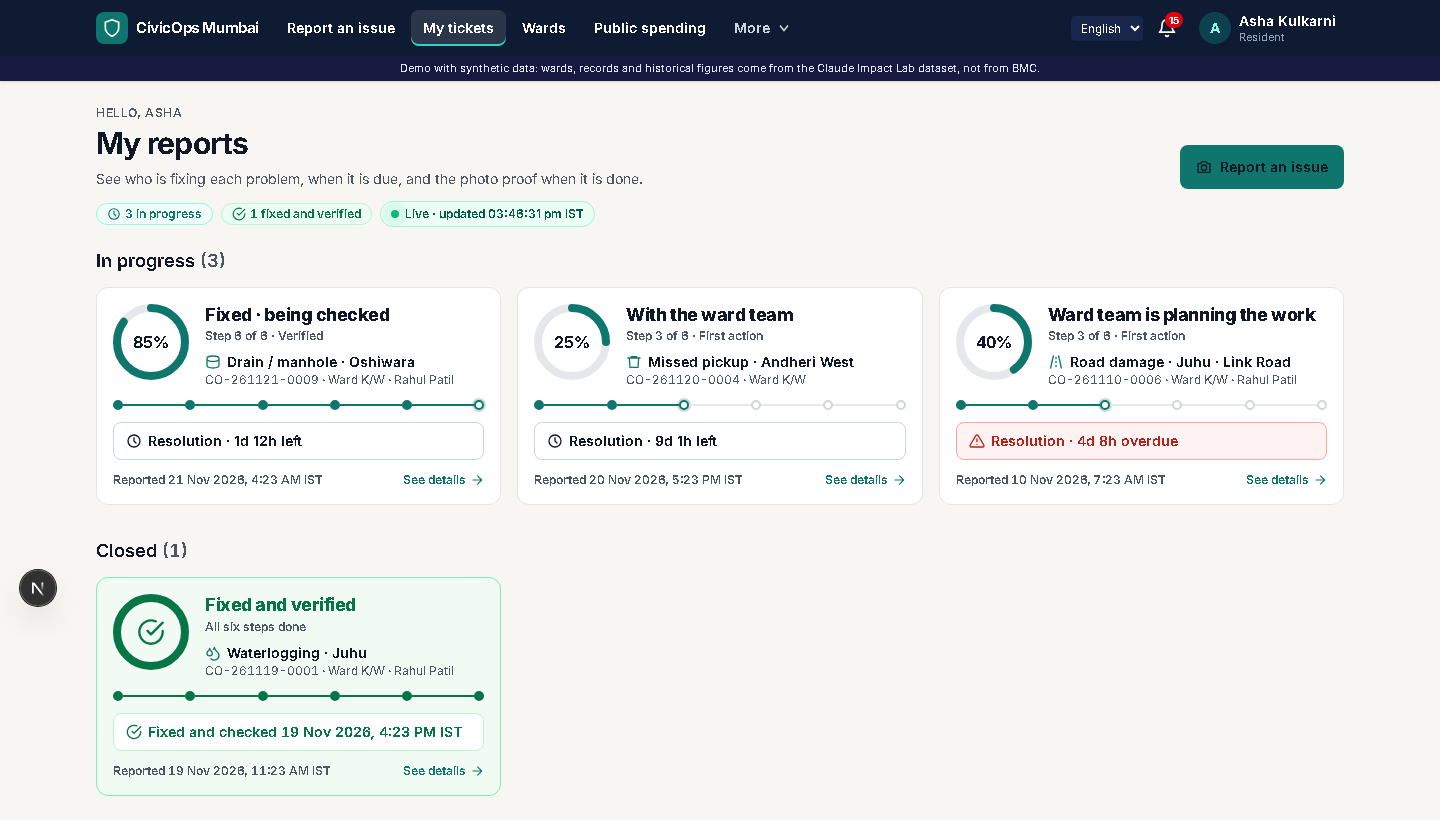 CivicOps Mumbai
Report an issue
My tickets
Wards
Public spending
More
English
15
A
Asha Kulkarni
Resident
Demo with synthetic data: wards, records and historical figures come from the Claude Impact Lab dataset, not from BMC.
HELLO, ASHA
My reports
See who is fixing each problem, when it is due, and the photo proof when it is done.
Report an issue
3 in progress
1 fixed and verified
Live · updated 03:46:31 pm IST
In progress (3)
85%
Fixed · being checked
Step 6 of 6 · Verified
Drain / manhole · Oshiwara
CO-261121-0009 · Ward K/W · Rahul Patil
Resolution · 1d 12h left
Reported 21 Nov 2026, 4:23 AM IST
See details →
25%
With the ward team
Step 3 of 6 · First action
Missed pickup · Andheri West
CO-261120-0004 · Ward K/W
Resolution · 9d 1h left
Reported 20 Nov 2026, 5:23 PM IST
See details →
40%
Ward team is planning the work
Step 3 of 6 · First action
Road damage · Juhu · Link Road
CO-261110-0006 · Ward K/W · Rahul Patil
Resolution · 4d 8h overdue
Reported 10 Nov 2026, 7:23 AM IST
See details →
Closed (1)
N
Fixed and verified
All six steps done
Waterlogging · Juhu
CO-261119-0001 · Ward K/W · Rahul Patil
Fixed and checked 19 Nov 2026, 4:23 PM IST
Reported 19 Nov 2026, 11:23 AM IST
See details →